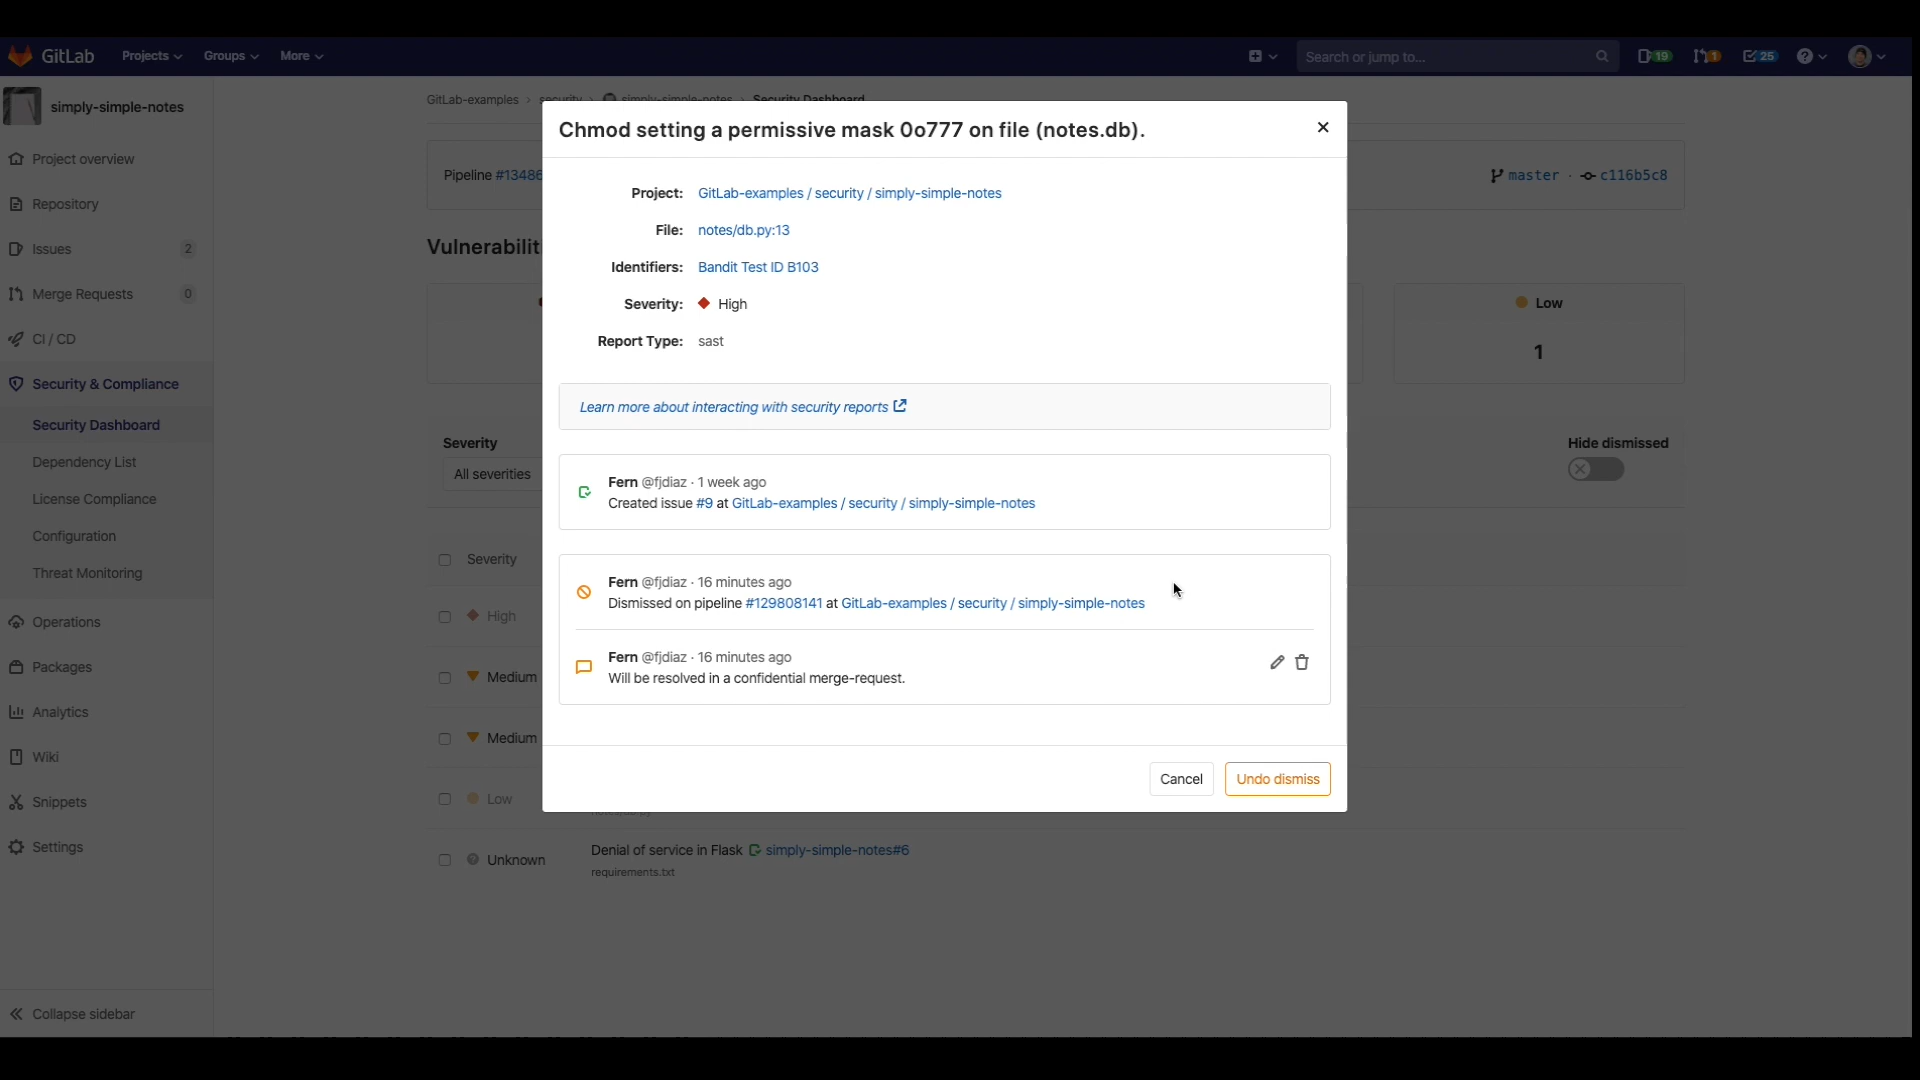 GitLab Projects Groups More Search or jump to... 19 1 25
simply-simple-notes
Project overview
Repository
Issues 2
Merge Requests 0
CI / CD
Security & Compliance
Security Dashboard
Dependency List
License Compliance
Configuration
Threat Monitoring
Operations
Packages
Analytics
Wiki
Snippets
Settings
Collapse sidebar
GitLab-examples › security › simply-simple-notes › Security Dashboard
Pipeline #13486
master · c116b5c8
Vulnerabiliti
Low
1
Severity
All severities
Hide dismissed
Severity
High
Medium
Medium
Low
Unknown
Denial of service in Flask simply-simple-notes#6
requirements.txt
Chmod setting a permissive mask 0o777 on file (notes.db).
Project: GitLab-examples / security / simply-simple-notes
File: notes/db.py:13
Identifiers: Bandit Test ID B103
Severity: High
Report Type: sast
Learn more about interacting with security reports
Fern @fjdiaz · 1 week ago
Created issue #9 at GitLab-examples / security / simply-simple-notes
Fern @fjdiaz · 16 minutes ago
Dismissed on pipeline #129808141 at GitLab-examples / security / simply-simple-notes
Fern @fjdiaz · 16 minutes ago
Will be resolved in a confidential merge-request.
Cancel Undo dismiss